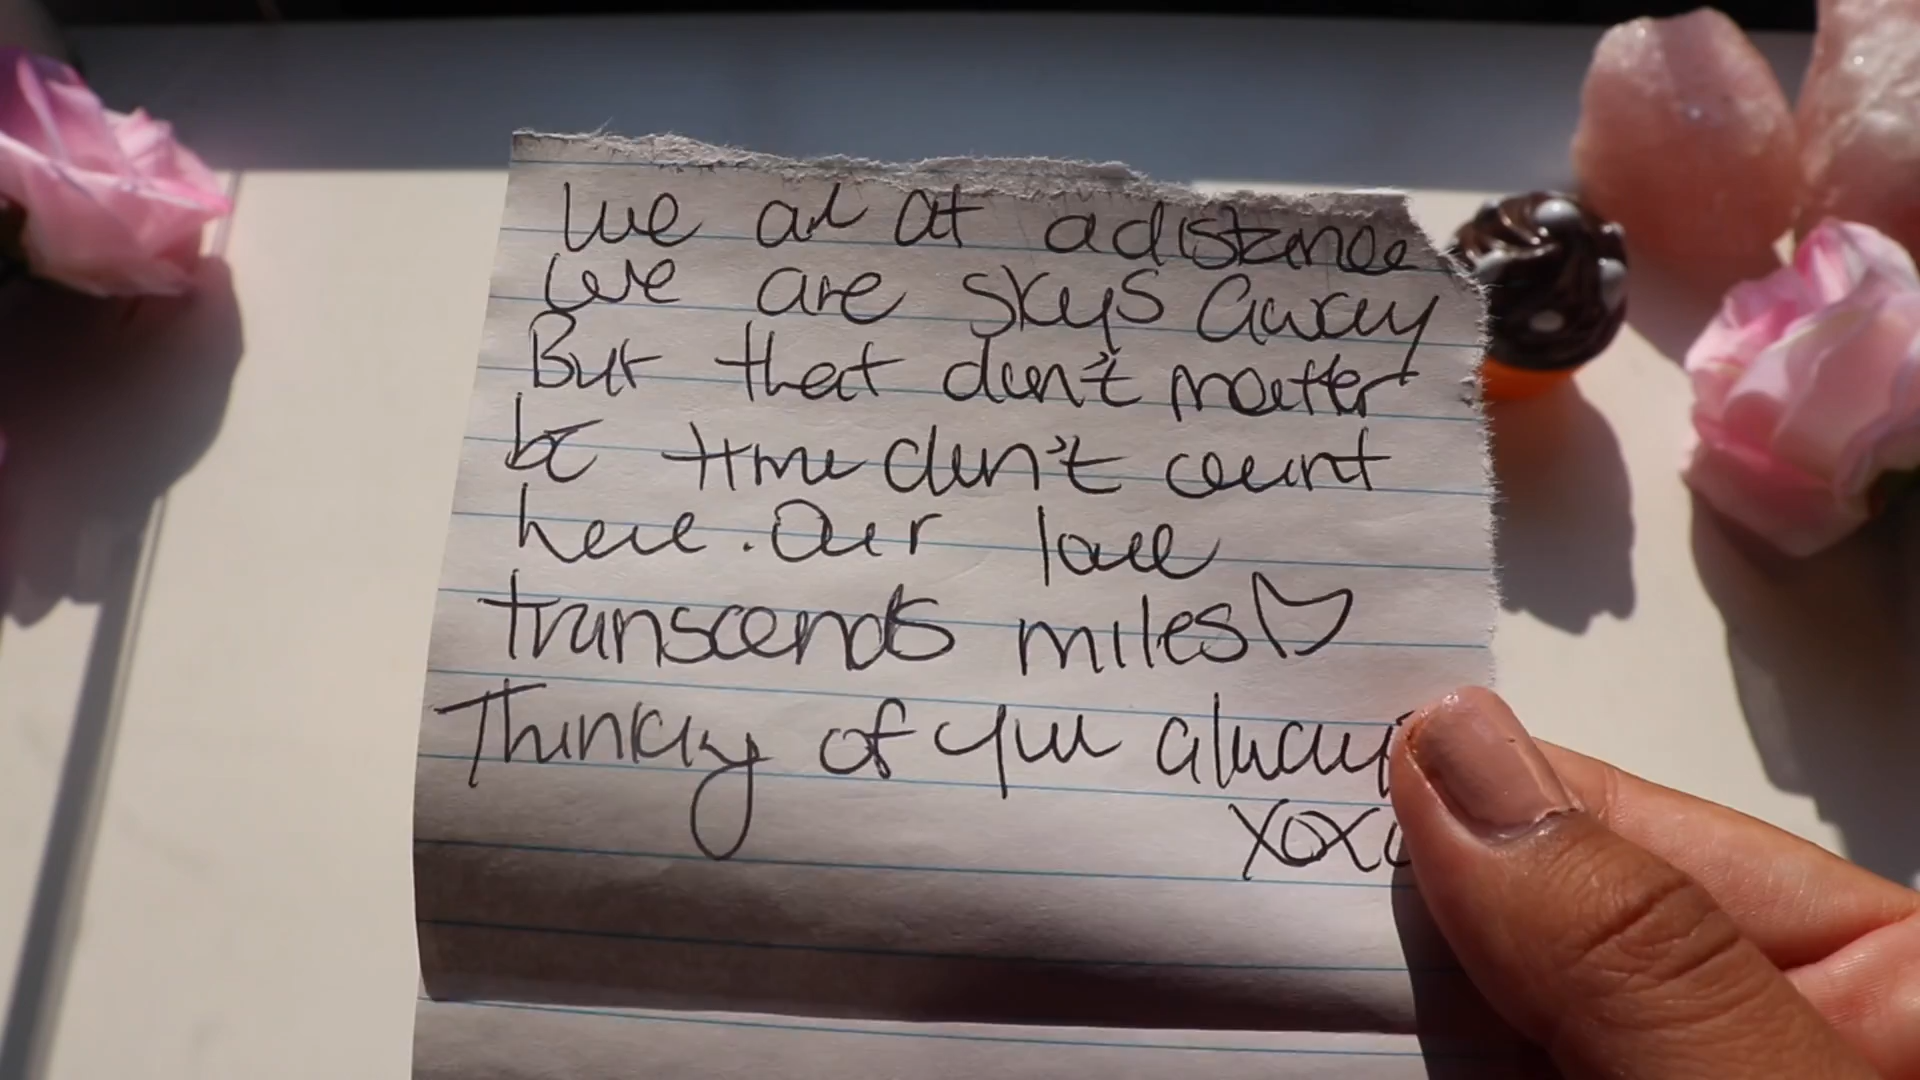 We are at a distance
We are skys away
But that don't matter
bc time don't count
here. Our love
transcends miles♡
Thinking of you always
xoxo